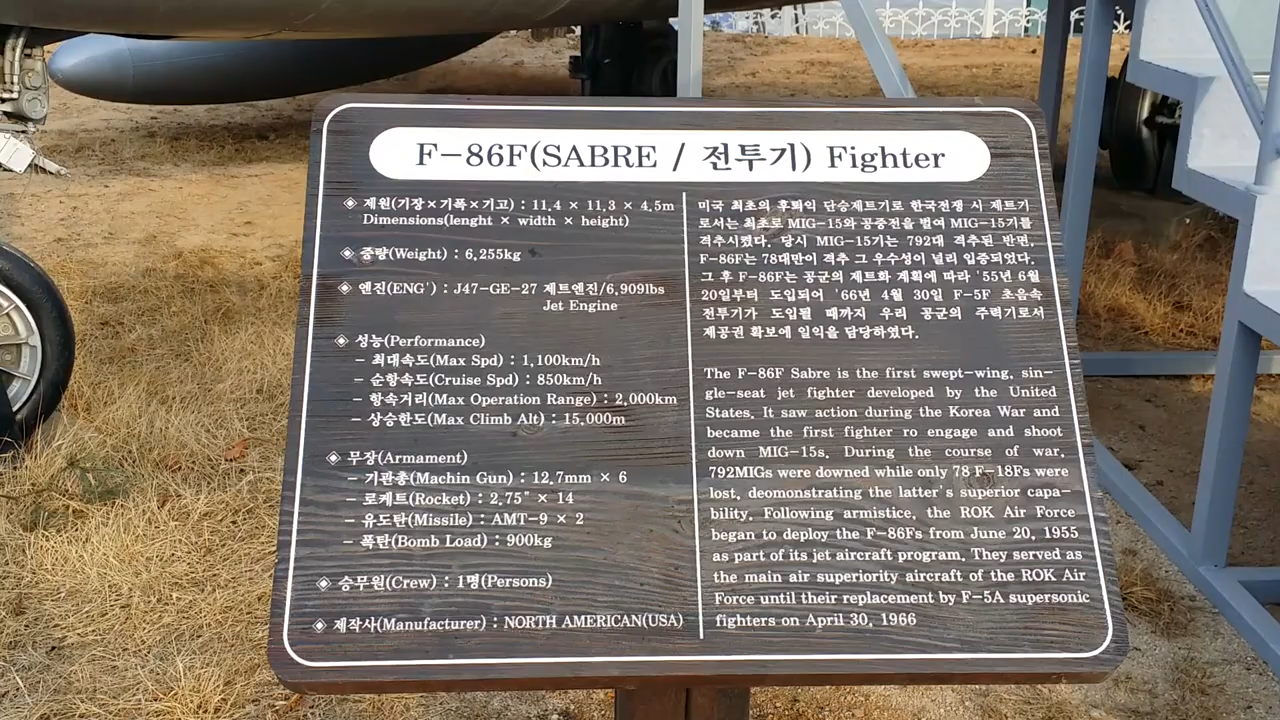 F-86F(SABRE / 전투기) Fighter
◈ 제원(기장×기폭×기고) : 11.4 × 11.3 × 4.5m
Dimensions(lenght × width × height)
◈ 중량(Weight) : 6,255kg
◈ 엔진(ENG') : J47-GE-27 제트엔진/6,909lbs
Jet Engine
◈ 성능(Performance)
- 최대속도(Max Spd) : 1,100km/h
- 순항속도(Cruise Spd) : 850km/h
- 항속거리(Max Operation Range) : 2,000km
- 상승한도(Max Climb Alt) : 15,000m
◈ 무장(Armament)
- 기관총(Machin Gun) : 12.7mm × 6
- 로케트(Rocket) : 2.75" × 14
- 유도탄(Missile) : AMT-9 × 2
- 폭탄(Bomb Load) : 900kg
◈ 승무원(Crew) : 1명(Persons)
◈ 제작사(Manufacturer) : NORTH AMERICAN(USA)
미국 최초의 후퇴익 단승제트기로 한국전쟁 시 제트기
로서는 최초로 MIG-15와 공중전을 벌여 MIG-15기를
격추시켰다. 당시 MIG-15기는 792대 격추된 반면,
F-86F는 78대만이 격추 그 우수성이 널리 입증되었다.
그 후 F-86F는 공군의 제트화 계획에 따라 '55년 6월
20일부터 도입되어 '66년 4월 30일 F-5F 초음속
전투기가 도입될 때까지 우리 공군의 주력기로서
제공권 확보에 일익을 담당하였다.
The F-86F Sabre is the first swept-wing, sin-
gle-seat jet fighter developed by the United
States. It saw action during the Korea War and
became the first fighter ro engage and shoot
down MIG-15s. During the course of war,
792MIGs were downed while only 78 F-18Fs were
lost, deomonstrating the latter's superior capa-
bility. Following armistice, the ROK Air Force
began to deploy the F-86Fs from June 20, 1955
as part of its jet aircraft program. They served as
the main air superiority aircraft of the ROK Air
Force until their replacement by F-5A supersonic
fighters on April 30, 1966